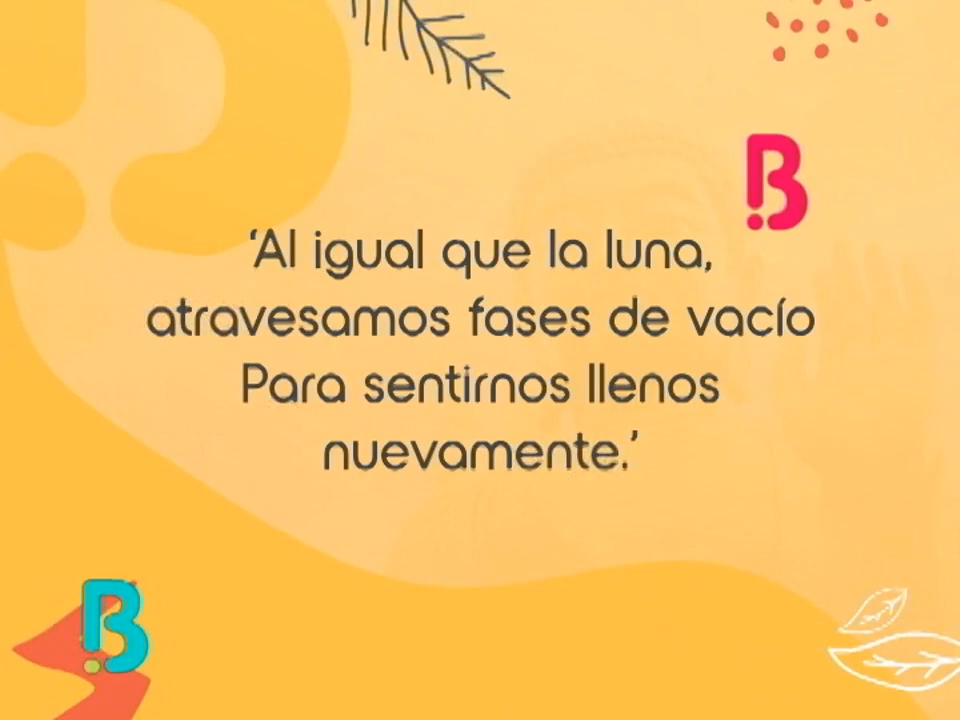 B
‘Al igual que la luna,
atravesamos fases de vacío
Para sentirnos llenos
nuevamente.’
B